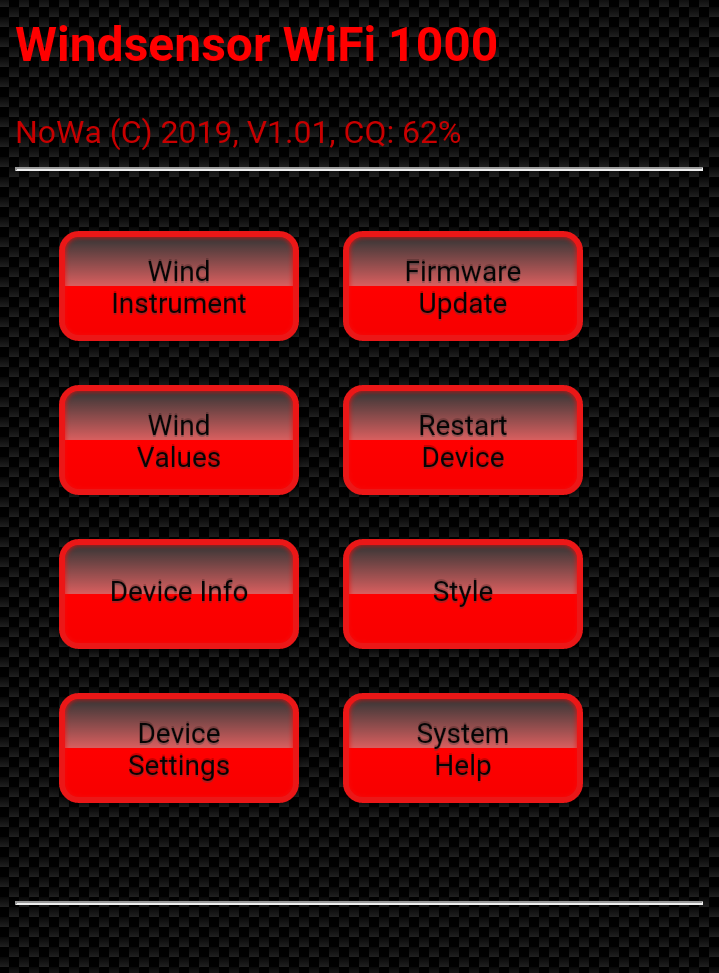 Windsensor WiFi 1000
NoWa (C) 2019, V1.01, CQ: 62%
Wind
Instrument
Firmware
Update
Wind
Values
Restart
Device
Device Info
Style
Device
Settings
System
Help